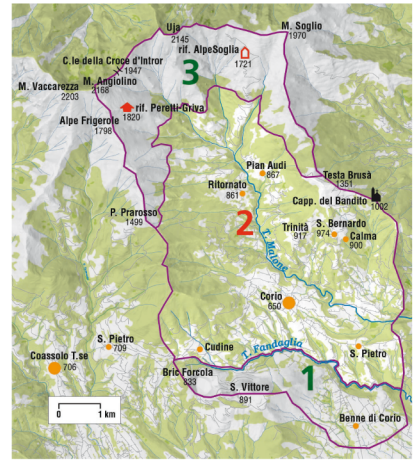 Uja
2145
M. Soglio
1970
rif. AlpeSoglia
1721
C.le della Croce d'Intror
1947
3
M. Angiolino
2168
M. Vaccarezza
2203
rif. Perelli-Griva
1820
Alpe Frigerole
1798
Pian Audi
867
Testa Brusà
1351
Ritornato
861
Capp. del Bandito
1002
P. Prarosso
1499
2
T. Malone
Trinità
917
S. Bernardo
974
Calma
900
Corio
650
S. Pietro
709
Cudine
T. Fandaglia
S. Pietro
Coassolo T.se
706
Bric Forcola
833
1
S. Vittore
891
0 1 km
Benne di Corio